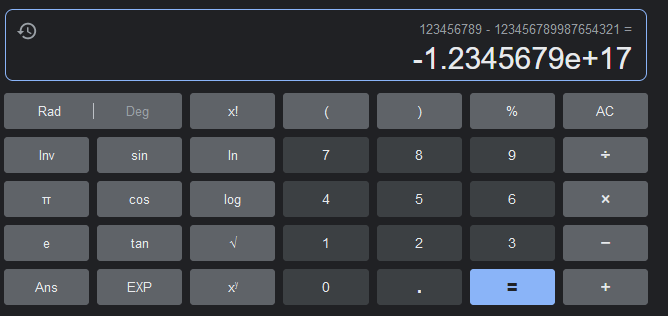 123456789 - 123456789987654321 =
-1.2345679e+17
Rad Deg x! ( ) % AC
Inv sin ln 7 8 9 ÷
π cos log 4 5 6 ×
e tan √ 1 2 3 −
Ans EXP xʸ 0 . = +